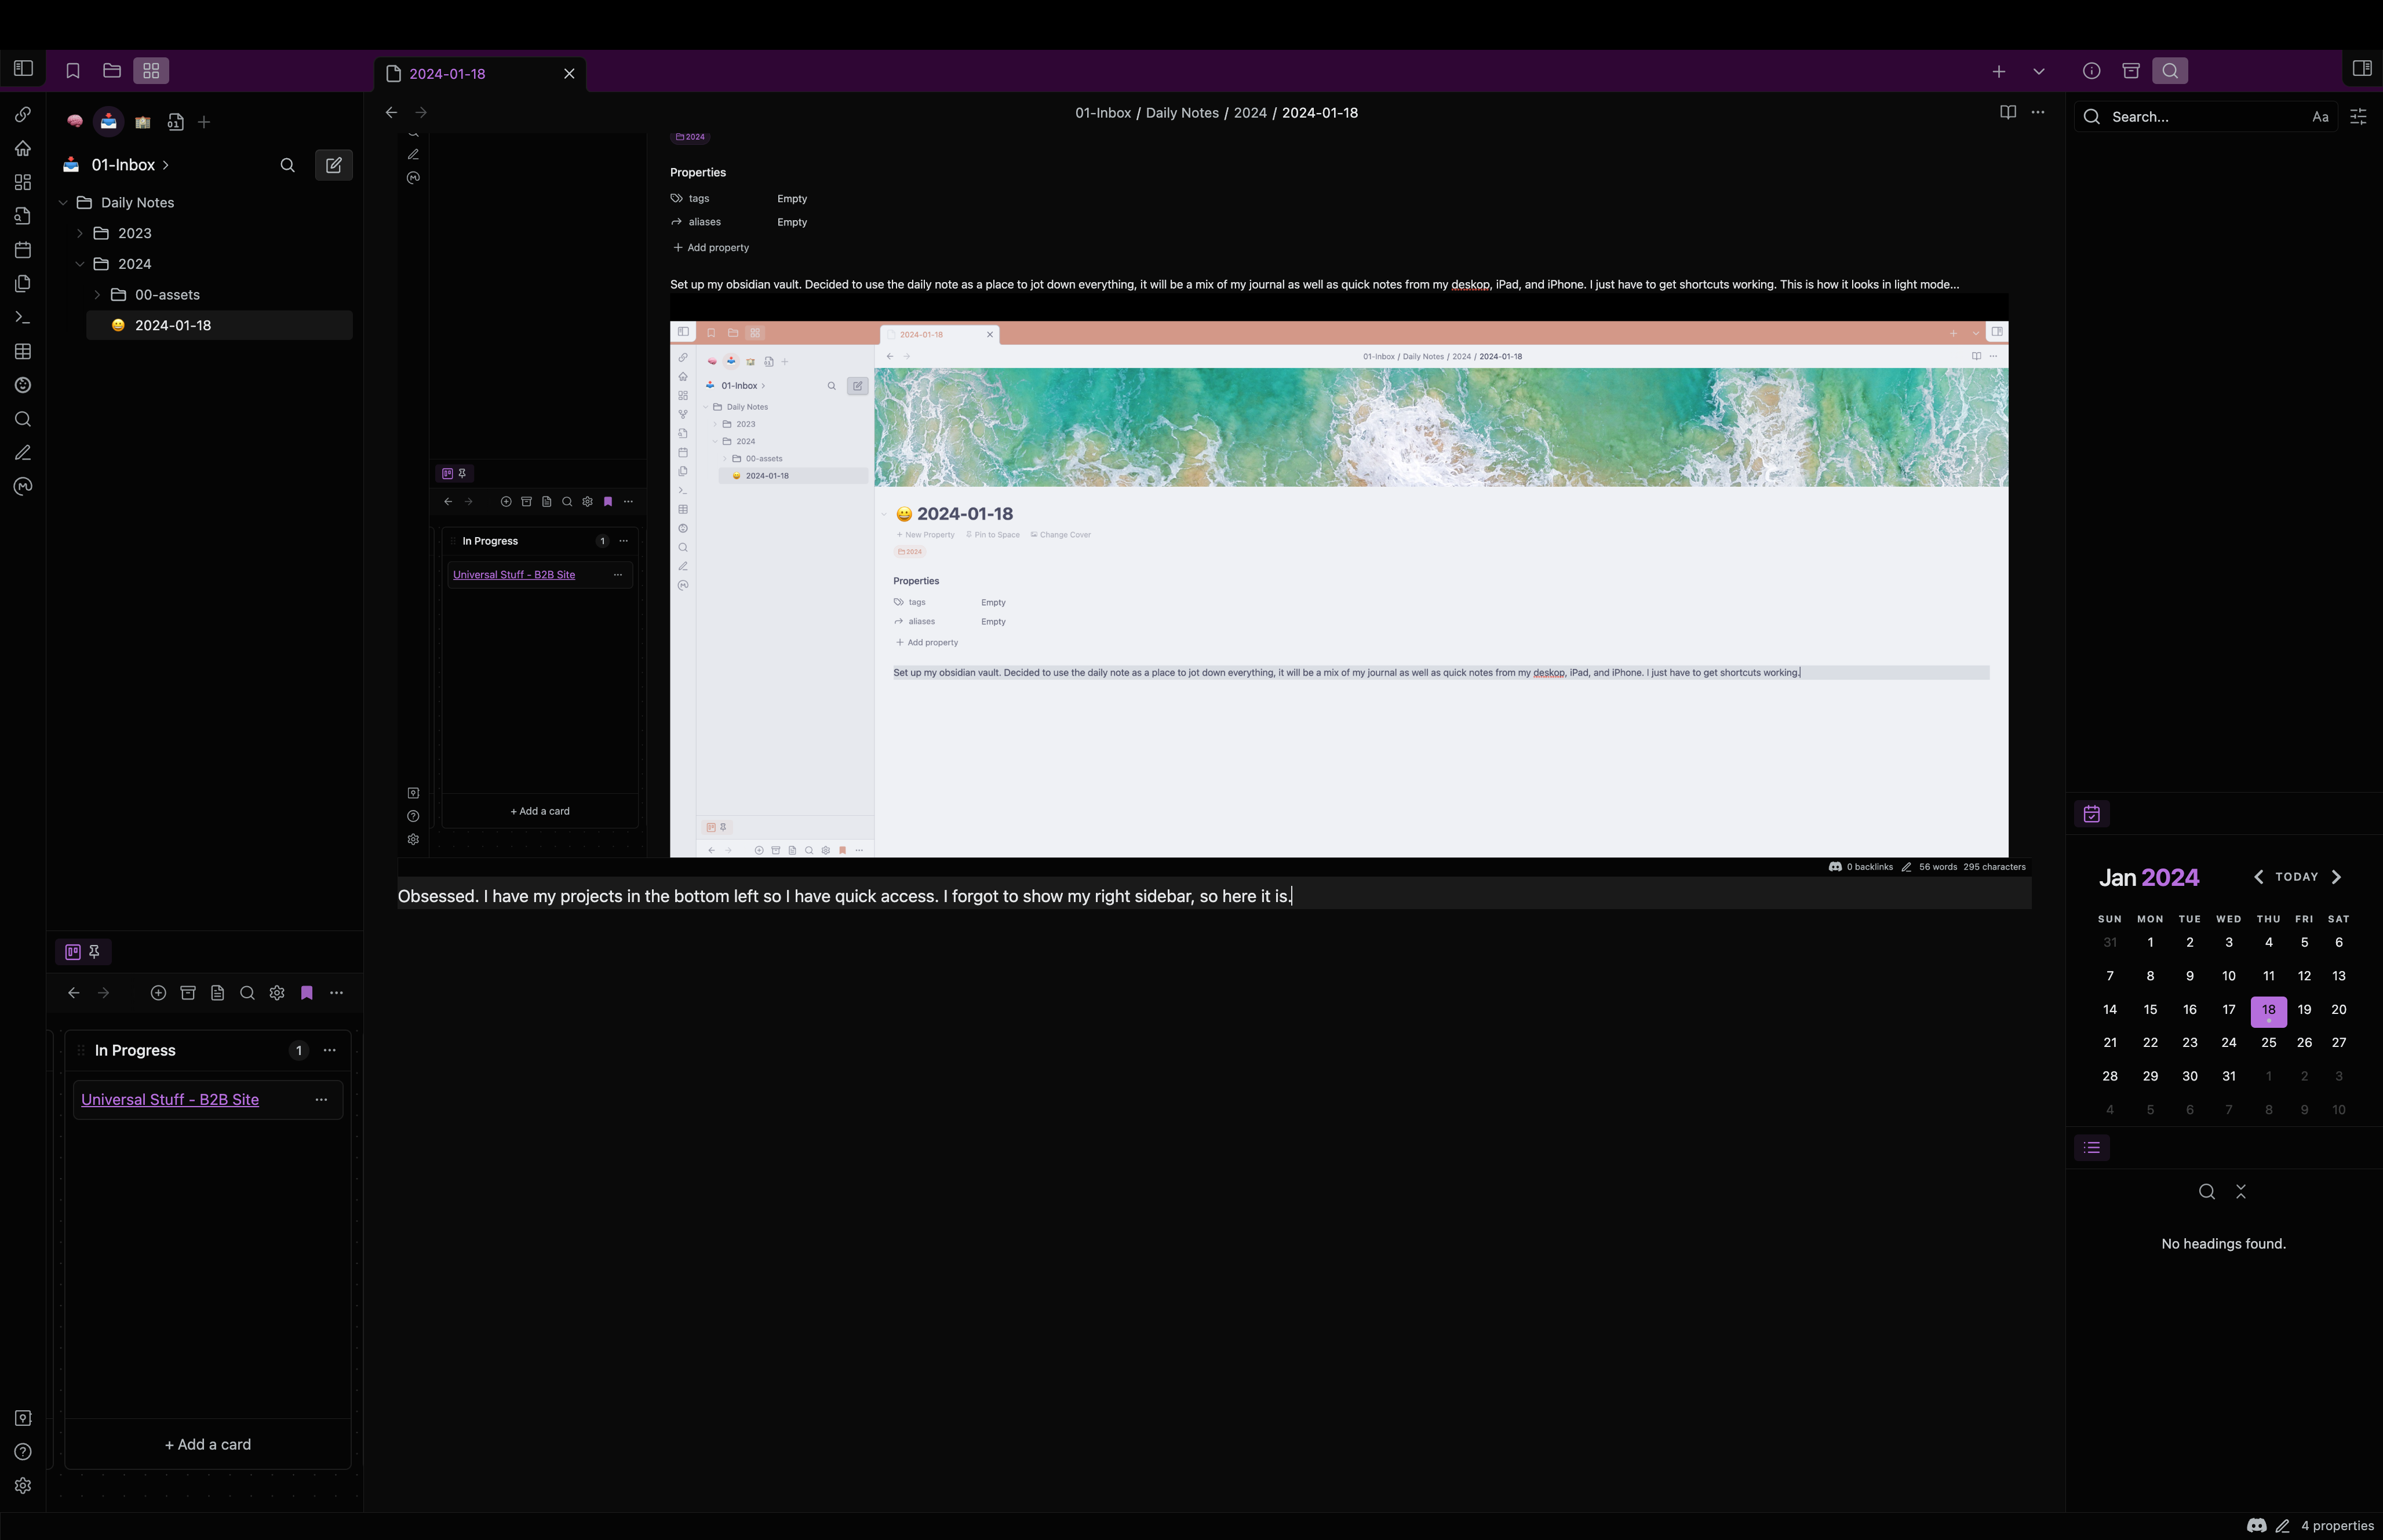 2024-01-18
01-Inbox / Daily Notes / 2024 / 2024-01-18
Search...
Aa
01-Inbox
Daily Notes
2023
2024
00-assets
2024-01-18
2024
Properties
tags Empty
aliases Empty
+ Add property
Set up my obsidian vault. Decided to use the daily note as a place to jot down everything, it will be a mix of my journal as well as quick notes from my deskop, iPad, and iPhone. I just have to get shortcuts working. This is how it looks in light mode...
2024-01-18
01-Inbox / Daily Notes / 2024 / 2024-01-18
01-Inbox
Daily Notes
2023
2024
00-assets
2024-01-18
2024-01-18
+ New Property Pin to Space Change Cover
2024
Properties
tags Empty
aliases Empty
+ Add property
Set up my obsidian vault. Decided to use the daily note as a place to jot down everything, it will be a mix of my journal as well as quick notes from my deskop, iPad, and iPhone. I just have to get shortcuts working.
In Progress 1
Universal Stuff - B2B Site
+ Add a card
0 backlinks 56 words 295 characters
Obsessed. I have my projects in the bottom left so I have quick access. I forgot to show my right sidebar, so here it is.
In Progress 1
Universal Stuff - B2B Site
+ Add a card
Jan 2024 TODAY
SUN MON TUE WED THU FRI SAT
31 1 2 3 4 5 6
7 8 9 10 11 12 13
14 15 16 17 18 19 20
21 22 23 24 25 26 27
28 29 30 31 1 2 3
4 5 6 7 8 9 10
No headings found.
4 properties